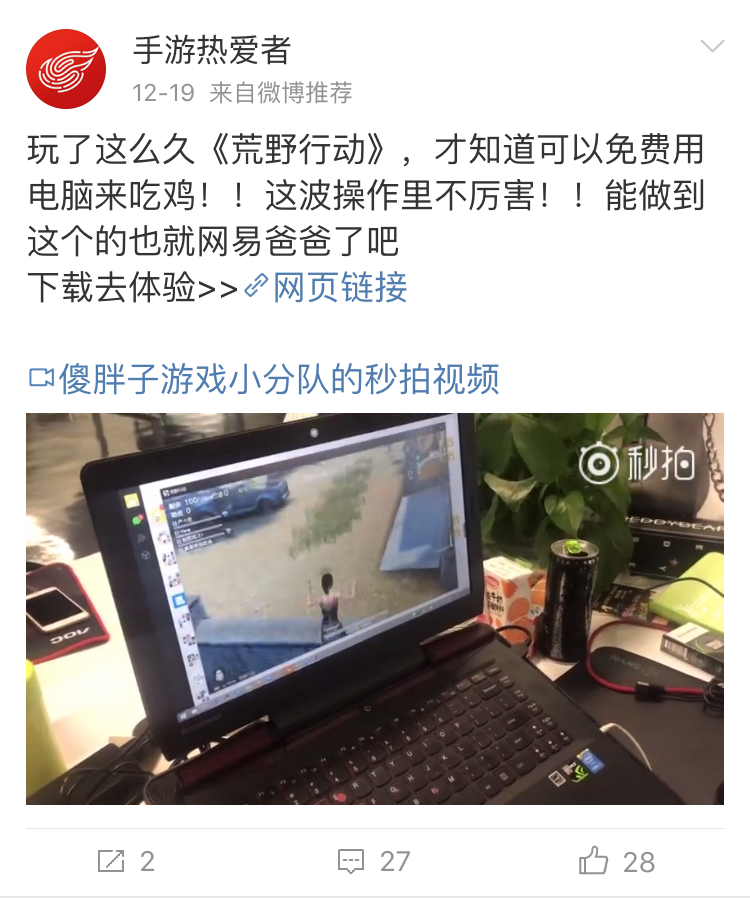 手游热爱者
12-19 来自微博推荐
玩了这么久《荒野行动》，才知道可以免费用
电脑来吃鸡！！这波操作里不厉害！！能做到
这个的也就网易爸爸了吧
下载去体验>>网页链接
傻胖子游戏小分队的秒拍视频
秒拍
AOC
2
27
28